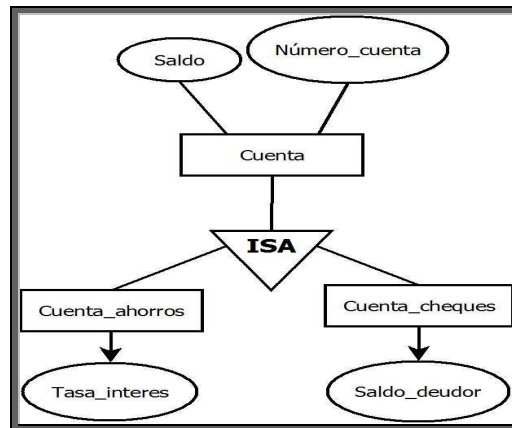 Saldo
Número_cuenta
Cuenta
ISA
Cuenta_ahorros
Cuenta_cheques
Tasa_interes
Saldo_deudor